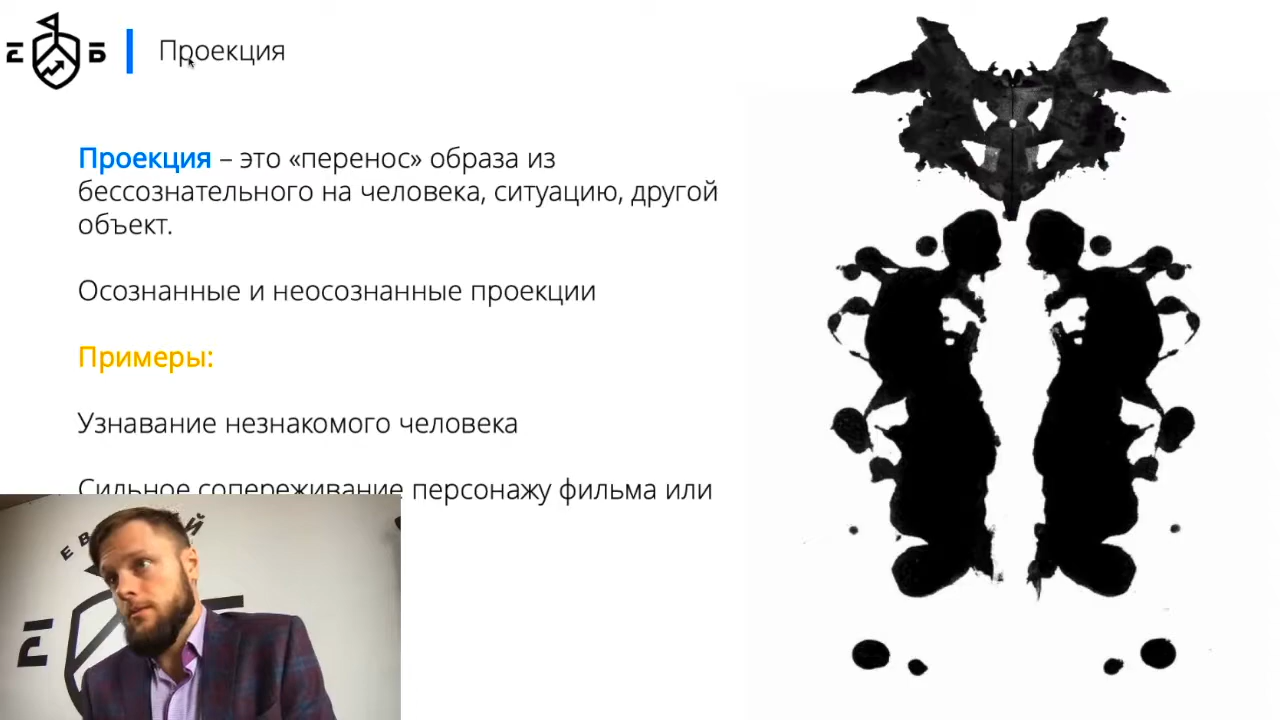 Ɛ Б
Проекция
Проекция – это «перенос» образа из
бессознательного на человека, ситуацию, другой
объект.
Осознанные и неосознанные проекции
Примеры:
Узнавание незнакомого человека
Сильное сопереживание персонажу фильма или